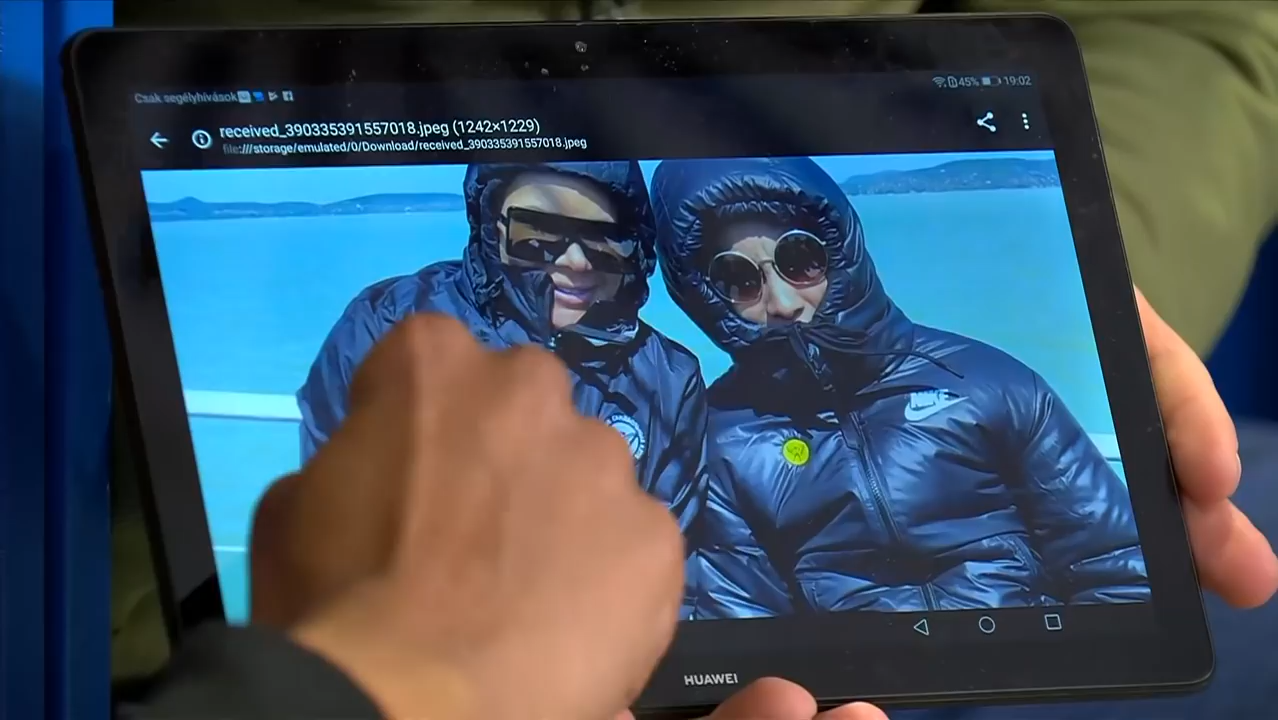 Csak segélyhívások
45% 19:02
received_390335391557018.jpeg (1242×1229)
file:///storage/emulated/0/Download/received_390335391557018.jpeg
NIKE
HUAWEI